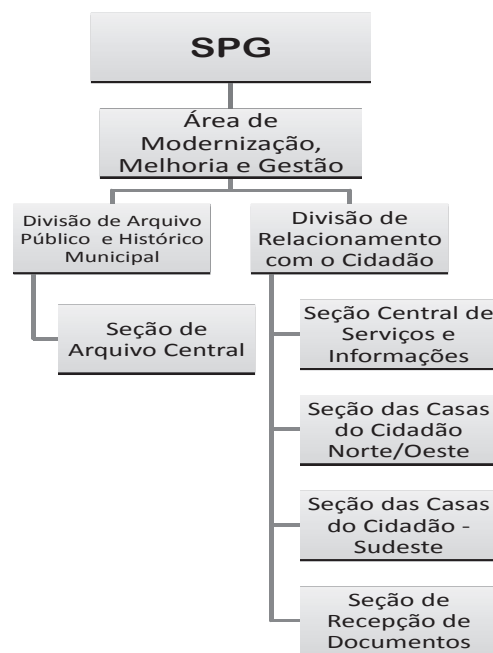 SPG
Área de
Modernização,
Melhoria e Gestão
Divisão de Arquivo
Público e Histórico
Municipal
Seção de
Arquivo Central
Divisão de
Relacionamento
com o Cidadão
Seção Central de
Serviços e
Informações
Seção das Casas
do Cidadão
Norte/Oeste
Seção das Casas
do Cidadão -
Sudeste
Seção de
Recepção de
Documentos